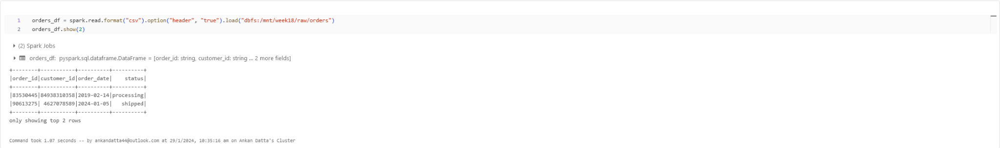 1 orders_df = spark.read.format("csv").option("header", "true").load("dbfs:/mnt/week18/raw/orders")
2 orders_df.show(2)
(2) Spark Jobs
orders_df: pyspark.sql.dataframe.DataFrame = [order_id: string, customer_id: string ... 2 more fields]
+--------+-----------+----------+----------+
|order_id|customer_id|order_date|    status|
+--------+-----------+----------+----------+
|83530445|84938310358|2019-02-14|processing|
|90613275| 4627078589|2024-01-05|   shipped|
+--------+-----------+----------+----------+
only showing top 2 rows
Command took 1.07 seconds -- by ankandatta44@outlook.com at 29/1/2024, 10:35:16 am on Ankan Datta's Cluster